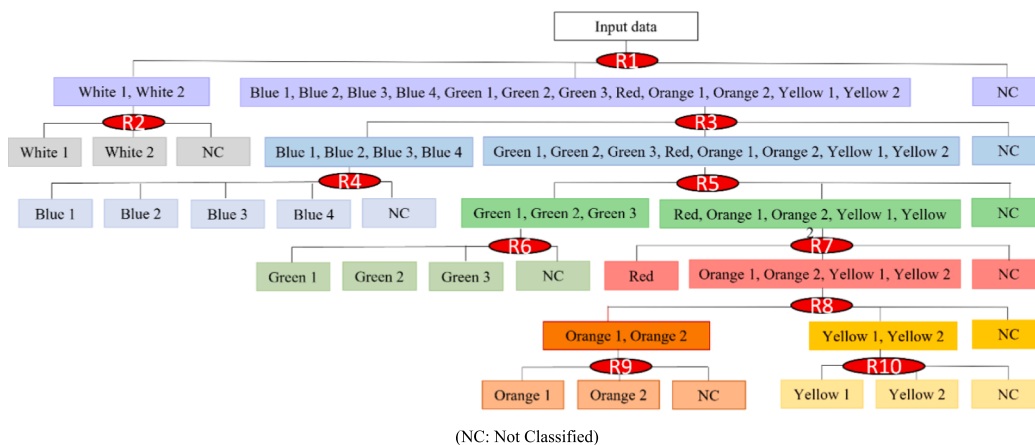 Input data
R1
White 1, White 2
Blue 1, Blue 2, Blue 3, Blue 4, Green 1, Green 2, Green 3, Red, Orange 1, Orange 2, Yellow 1, Yellow 2
NC
R2
R3
White 1
White 2
NC
Blue 1, Blue 2, Blue 3, Blue 4
Green 1, Green 2, Green 3, Red, Orange 1, Orange 2, Yellow 1, Yellow 2
NC
R4
R5
Blue 1
Blue 2
Blue 3
Blue 4
NC
Green 1, Green 2, Green 3
Red, Orange 1, Orange 2, Yellow 1, Yellow
2
NC
R6
R7
Green 1
Green 2
Green 3
NC
Red
Orange 1, Orange 2, Yellow 1, Yellow 2
NC
R8
Orange 1, Orange 2
Yellow 1, Yellow 2
NC
R9
R10
Orange 1
Orange 2
NC
Yellow 1
Yellow 2
NC
(NC: Not Classified)